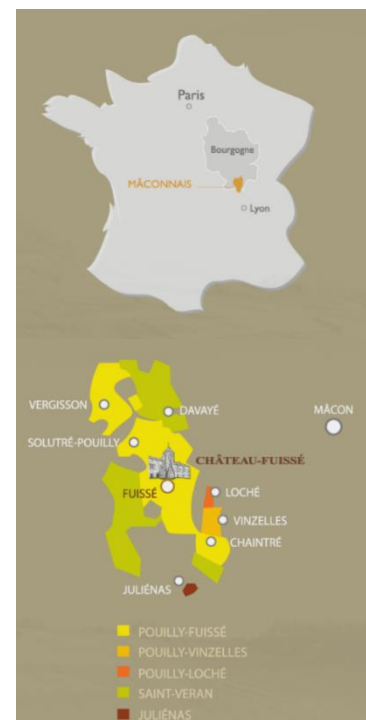 Paris
Bourgogne
MÂCONNAIS
Lyon
VERGISSON
DAVAYÉ
MÂCON
SOLUTRÉ-POUILLY
CHÂTEAU-FUISSÉ
FUISSÉ
LOCHÉ
VINZELLES
CHAINTRÉ
JULIÉNAS
POUILLY-FUISSÉ
POUILLY-VINZELLES
POUILLY-LOCHÉ
SAINT-VERAN
JULIÉNAS